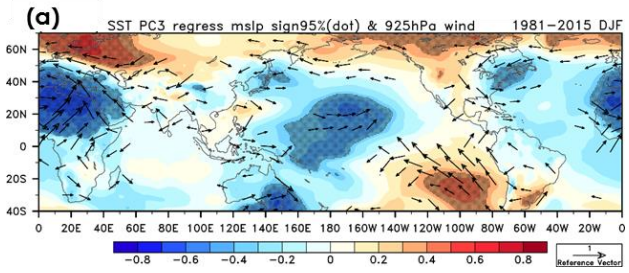 (a)
SST PC3 regress mslp sign95%(dot) & 925hPa wind 1981-2015 DJF
60N
40N
20N
0
20S
40S
0 20E 40E 60E 80E 100E 120E 140E 160E 180 160W 140W 120W 100W 80W 60W 40W 20W 0
-0.8 -0.6 -0.4 -0.2 0 0.2 0.4 0.6 0.8
1
Reference Vector